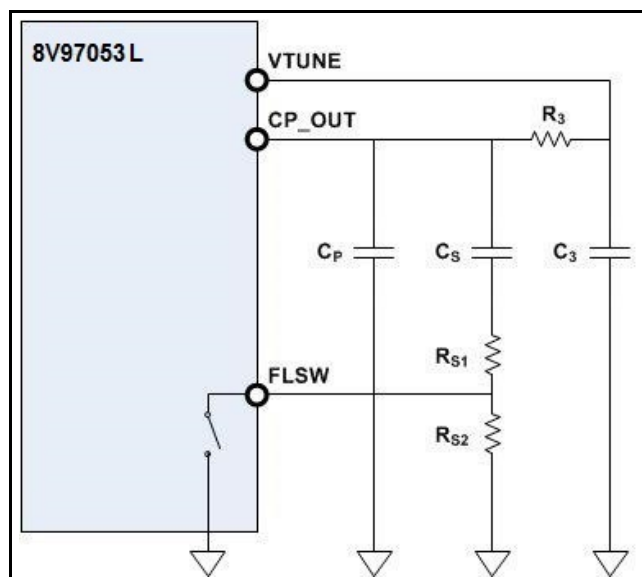 8V97053L
VTUNE
CP_OUT
R3
CP
CS
C3
RS1
FLSW
RS2